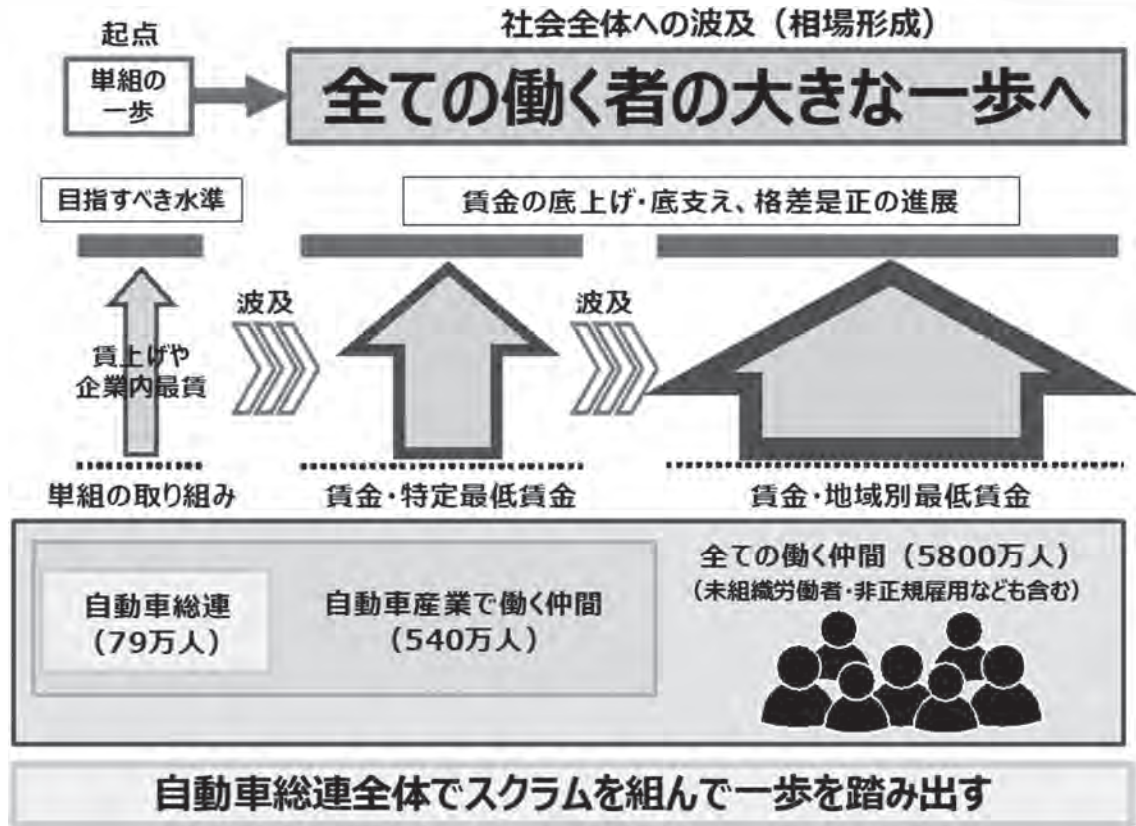 起点
社会全体への波及（相場形成）
単組の
一歩
全ての働く者の大きな一歩へ
目指すべき水準
賃金の底上げ･底支え、格差是正の進展
波及
波及
賃上げや
企業内最賃
単組の取り組み
賃金･特定最低賃金
賃金･地域別最低賃金
自動車総連
（79万人）
自動車産業で働く仲間
（540万人）
全ての働く仲間（5800万人）
（未組織労働者･非正規雇用なども含む）
自動車総連全体でスクラムを組んで一歩を踏み出す